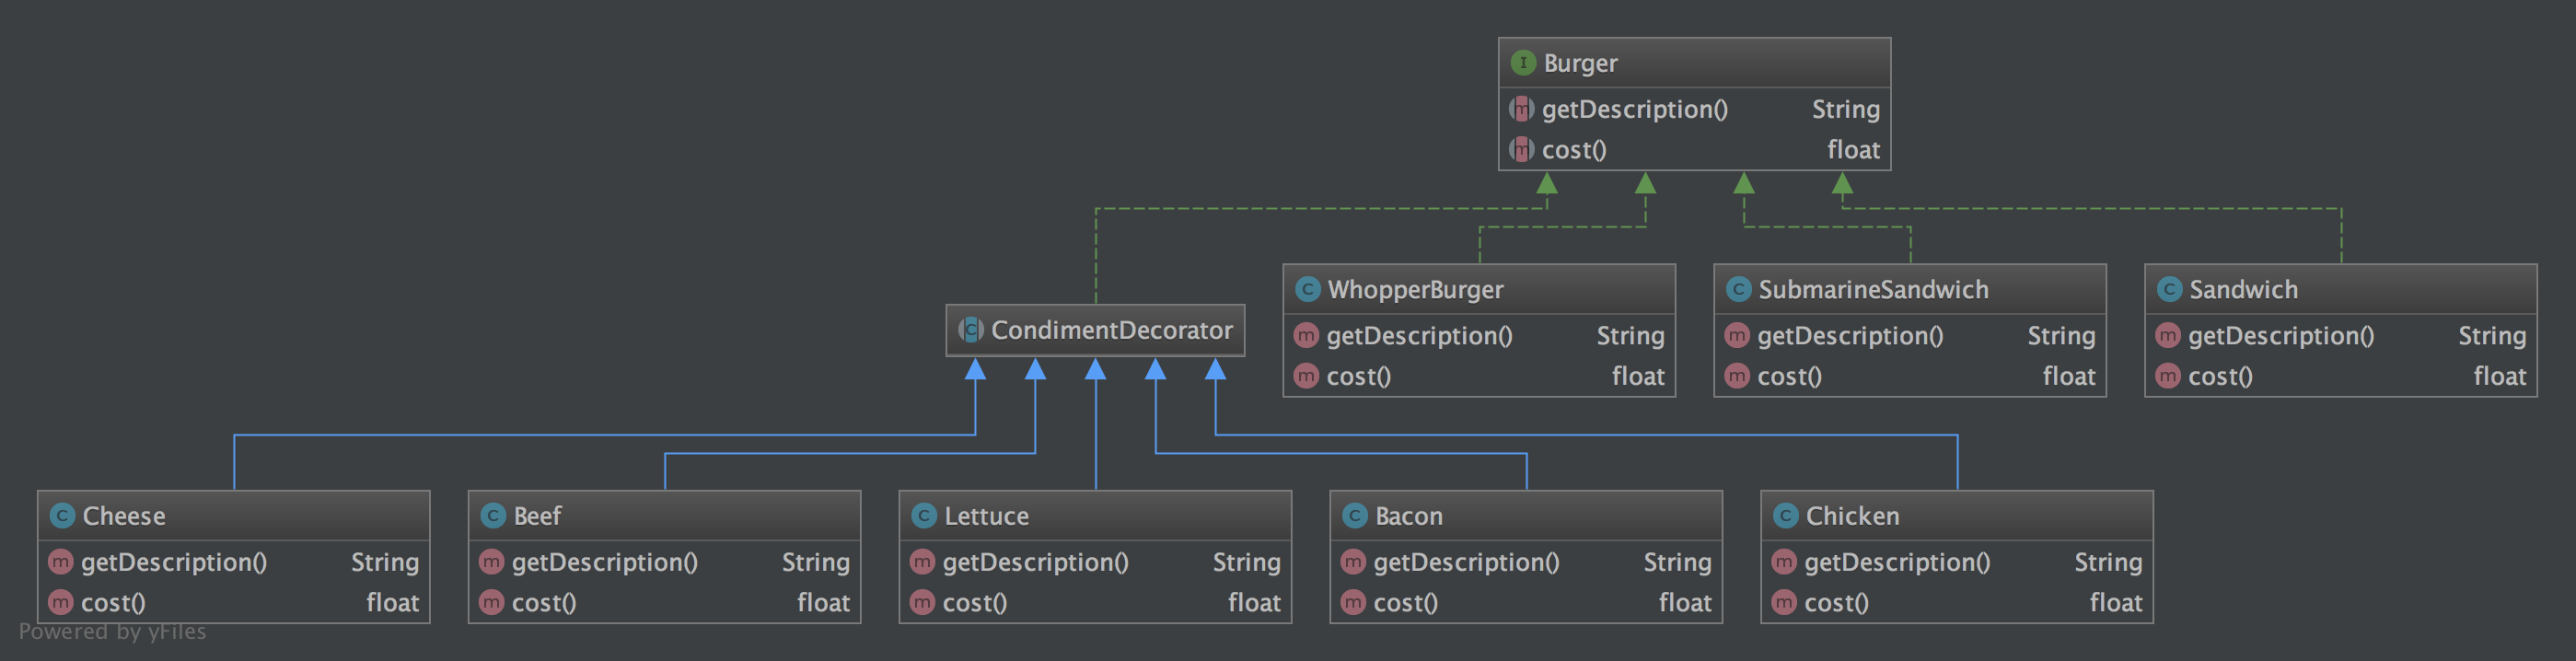 I Burger
m getDescription() String
m cost() float
C CondimentDecorator
C WhopperBurger
m getDescription() String
m cost() float
C SubmarineSandwich
m getDescription() String
m cost() float
C Sandwich
m getDescription() String
m cost() float
C Cheese
m getDescription() String
m cost() float
C Beef
m getDescription() String
m cost() float
C Lettuce
m getDescription() String
m cost() float
C Bacon
m getDescription() String
m cost() float
C Chicken
m getDescription() String
m cost() float
Powered by yFiles